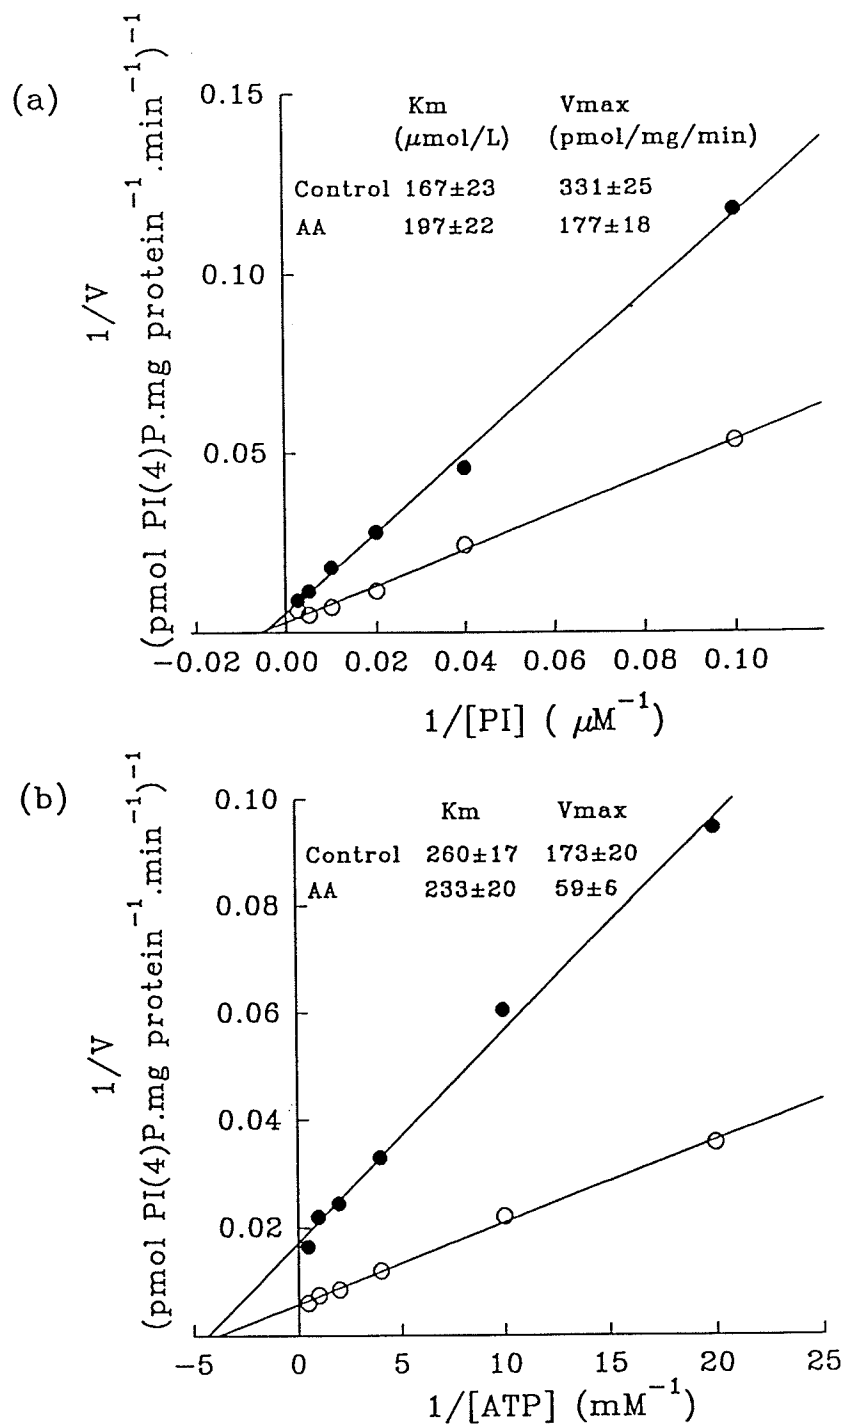 (a)
1/V
(pmol PI(4)P.mg protein⁻¹.min⁻¹)⁻¹
0.15
0.10
0.05
Km Vmax
(μmol/L) (pmol/mg/min)
Control 167±23 331±25
AA 197±22 177±18
-0.02 0.00 0.02 0.04 0.06 0.08 0.10
1/[PI] ( μM⁻¹)
(b)
1/V
(pmol PI(4)P.mg protein⁻¹.min⁻¹)⁻¹
0.10
0.08
0.06
0.04
0.02
Km Vmax
Control 260±17 173±20
AA 233±20 59±6
-5 0 5 10 15 20 25
1/[ATP] (mM⁻¹)